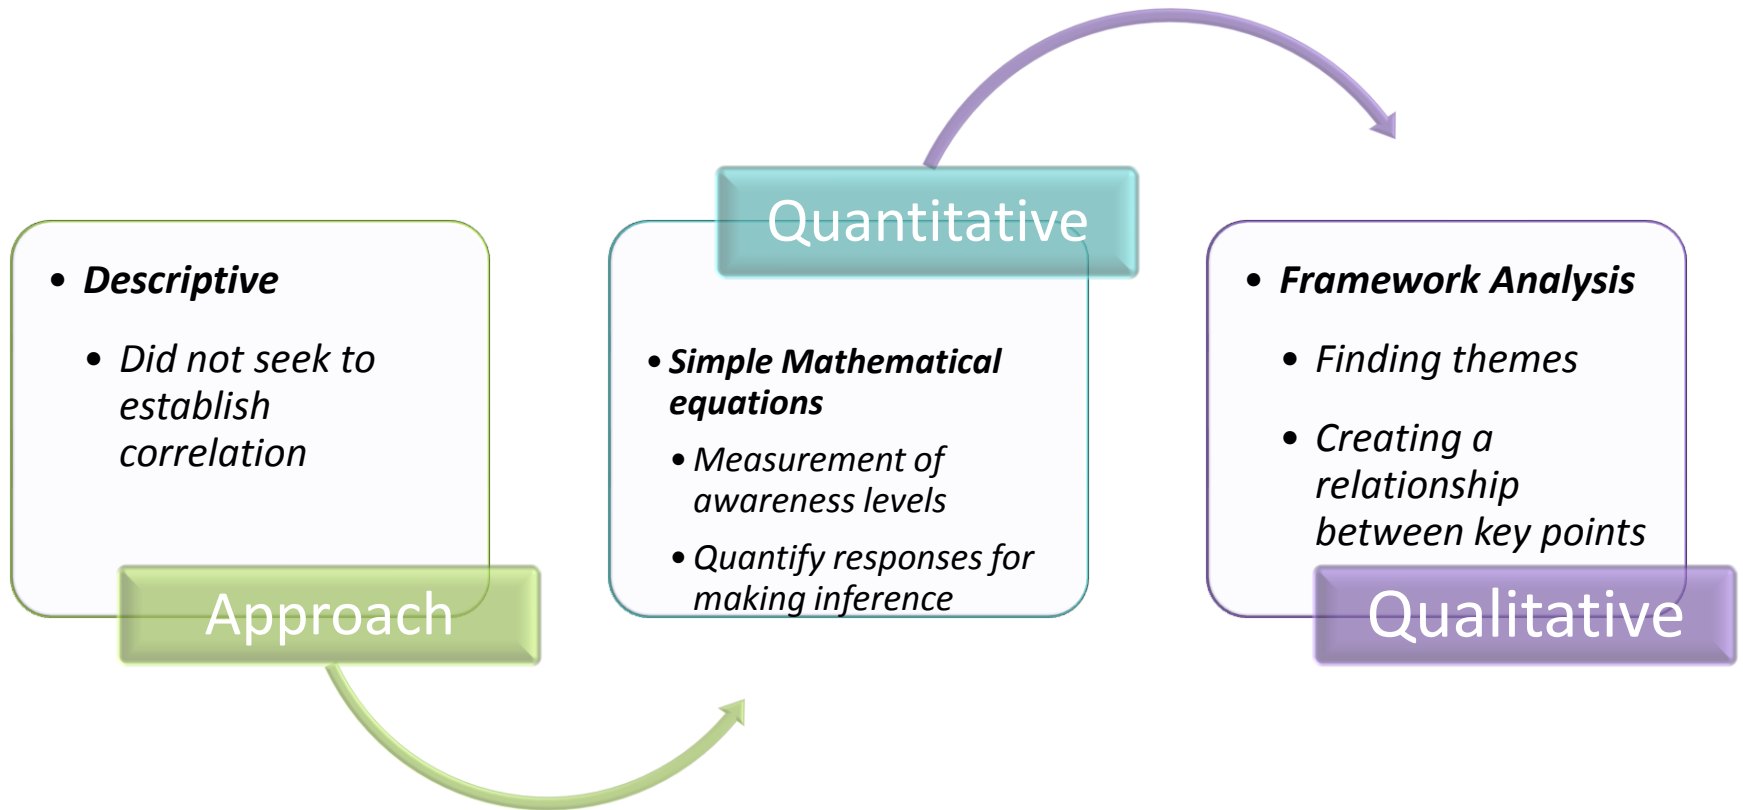 • Descriptive
• Did not seek to
establish
correlation
Approach
Quantitative
• Simple Mathematical
equations
• Measurement of
awareness levels
• Quantify responses for
making inference
• Framework Analysis
• Finding themes
• Creating a
relationship
between key points
Qualitative